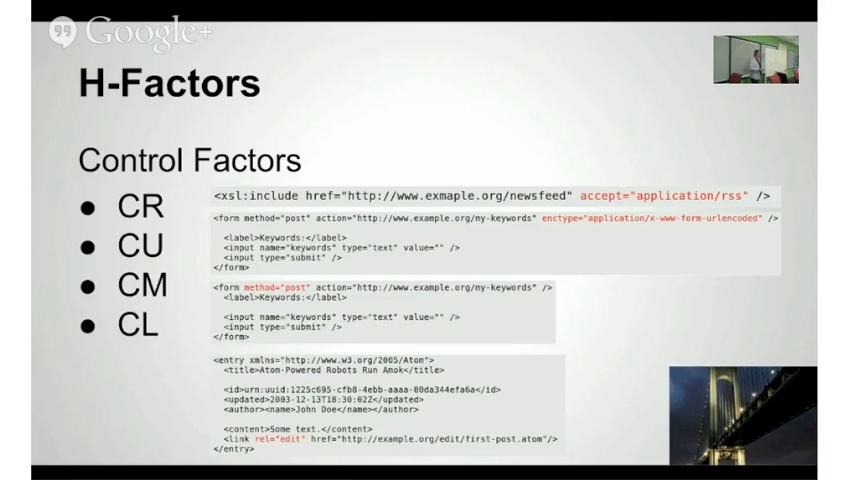 Google+
H-Factors
Control Factors
● CR
● CU
● CM
● CL
<xsl:include href="http://www.exmaple.org/newsfeed" accept="application/rss" />
<form method="post" action="http://www.example.org/my-keywords" enctype="application/x-www-form-urlencoded" />
<label>Keywords:</label>
<input name="keywords" type="text" value="" />
<input type="submit" />
</form>
<form method="post" action="http://www.example.org/my-keywords" />
<label>Keywords:</label>
<input name="keywords" type="text" value="" />
<input type="submit" />
</form>
<entry xmlns="http://www.w3.org/2005/Atom">
<title>Atom-Powered Robots Run Amok</title>
<id>urn:uuid:1225c695-cfb8-4ebb-aaaa-80da344efa6a</id>
<updated>2003-12-13T18:30:02Z</updated>
<author><name>John Doe</name></author>
<content>Some text.</content>
<link rel="edit" href="http://example.org/edit/first-post.atom"/>
</entry>